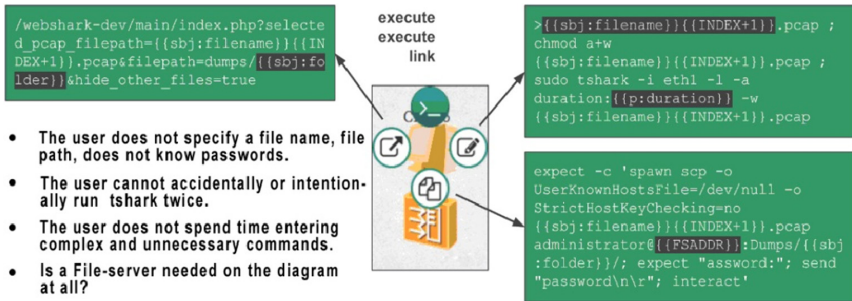 /webshark-dev/main/index.php?selecte
d_pcap_filepath={{sbj:filename}}{{IN
DEX+1}}.pcap&filepath=dumps/{{sbj:fo
lder}}&hide_other_files=true
execute
execute
link
>{{sbj:filename}}{{INDEX+1}}.pcap ;
chmod a+w
{{sbj:filename}}{{INDEX+1}}.pcap ;
sudo tshark -i eth1 -l -a
duration:{{p:duration}} -w
{{sbj:filename}}{{INDEX+1}}.pcap
• The user does not specify a file name, file
path, does not know passwords.
• The user cannot accidentally or intention-
ally run tshark twice.
• The user does not spend time entering
complex and unnecessary commands.
• Is a File-server needed on the diagram
at all?
expect -c 'spawn scp -o
UserKnownHostsFile=/dev/null -o
StrictHostKeyChecking=no
{{sbj:filename}}{{INDEX+1}}.pcap
administrator@{{FSADDR}}:Dumps/{{sbj
:folder}}/; expect "assword:"; send
"password\n\r"; interact'